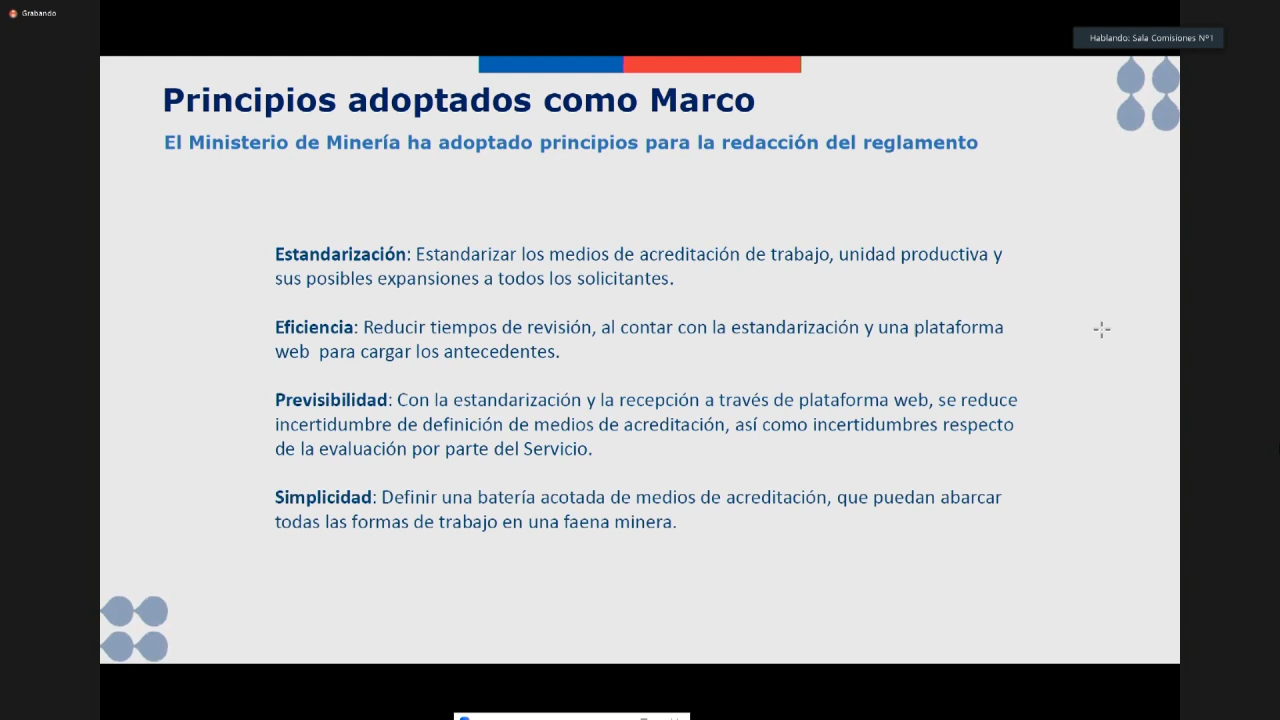 Grabando
Hablando: Sala Comisiones Nº1
Principios adoptados como Marco
El Ministerio de Minería ha adoptado principios para la redacción del reglamento
Estandarización: Estandarizar los medios de acreditación de trabajo, unidad productiva y
sus posibles expansiones a todos los solicitantes.
Eficiencia: Reducir tiempos de revisión, al contar con la estandarización y una plataforma
web  para cargar los antecedentes.
Previsibilidad: Con la estandarización y la recepción a través de plataforma web, se reduce
incertidumbre de definición de medios de acreditación, así como incertidumbres respecto
de la evaluación por parte del Servicio.
Simplicidad: Definir una batería acotada de medios de acreditación, que puedan abarcar
todas las formas de trabajo en una faena minera.